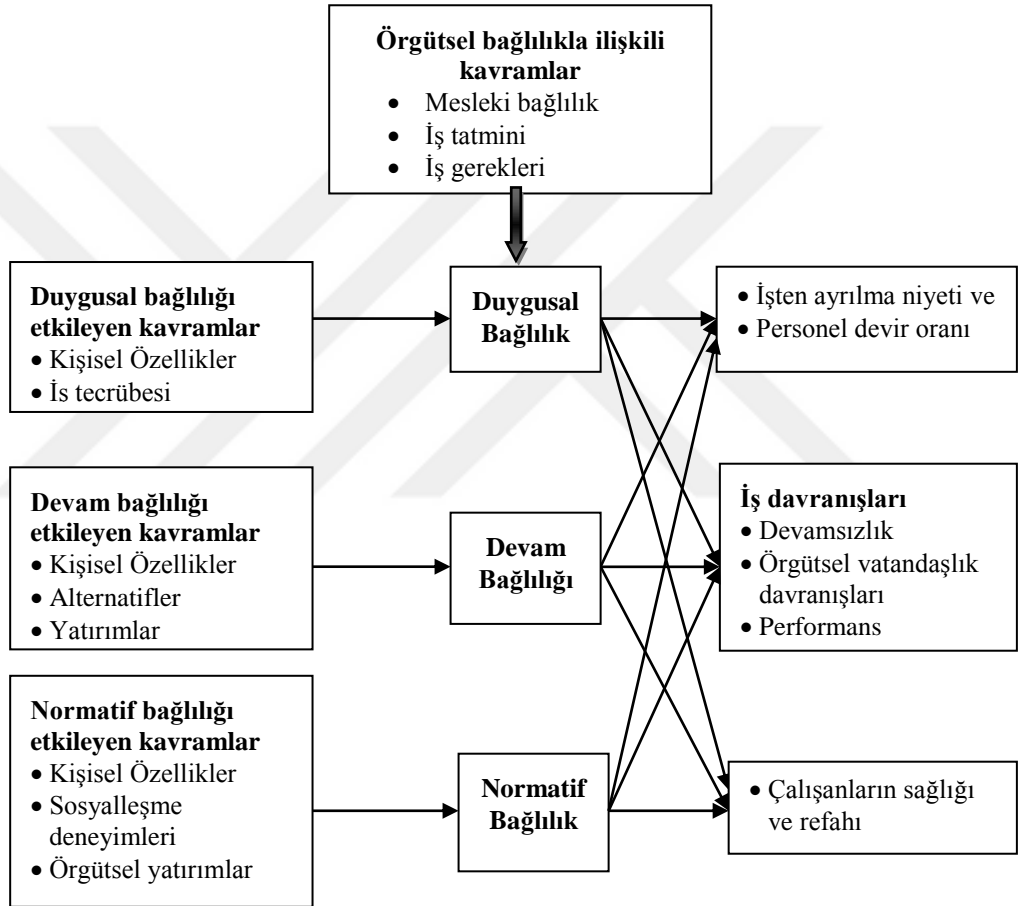 Örgütsel bağlılıkla ilişkili
kavramlar
• Mesleki bağlılık
• İş tatmini
• İş gerekleri
Duygusal bağlılığı
etkileyen kavramlar
• Kişisel Özellikler
• İs tecrübesi
Duygusal
Bağlılık
• İşten ayrılma niyeti ve
• Personel devir oranı
Devam bağlılığı
etkileyen kavramlar
• Kişisel Özellikler
• Alternatifler
• Yatırımlar
Devam
Bağlılığı
İş davranışları
• Devamsızlık
• Örgütsel vatandaşlık
davranışları
• Performans
Normatif bağlılığı
etkileyen kavramlar
• Kişisel Özellikler
• Sosyalleşme
deneyimleri
• Örgütsel yatırımlar
Normatif
Bağlılık
• Çalışanların sağlığı
ve refahı